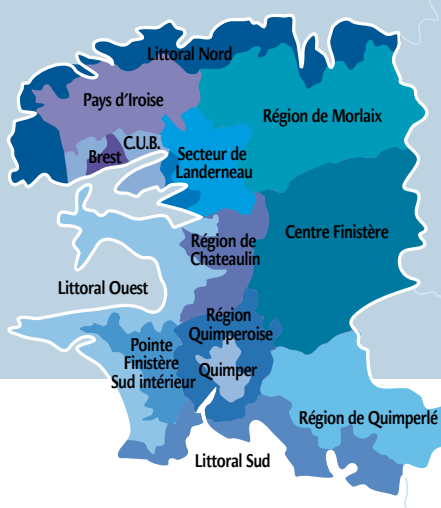 Littoral Nord
Pays d'Iroise
Région de Morlaix
C.U.B.
Brest
Secteur de
Landerneau
Région de
Chateaulin
Centre Finistère
Littoral Ouest
Région
Quimperoise
Pointe
Finistère
Sud intérieur
Quimper
Région de Quimperlé
Littoral Sud